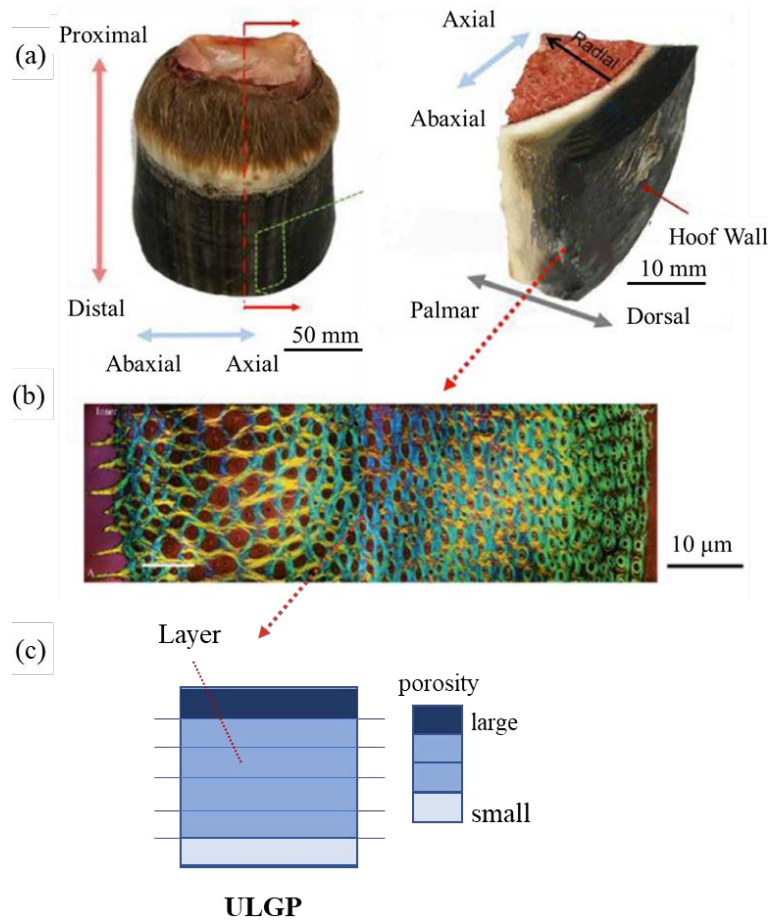 (a)
Proximal
Distal
Abaxial
Axial
50 mm
Axial
Radial
Abaxial
Hoof Wall
10 mm
Palmar
Dorsal
(b)
Inner
A
10 μm
(c)
Layer
porosity
large
small
ULGP